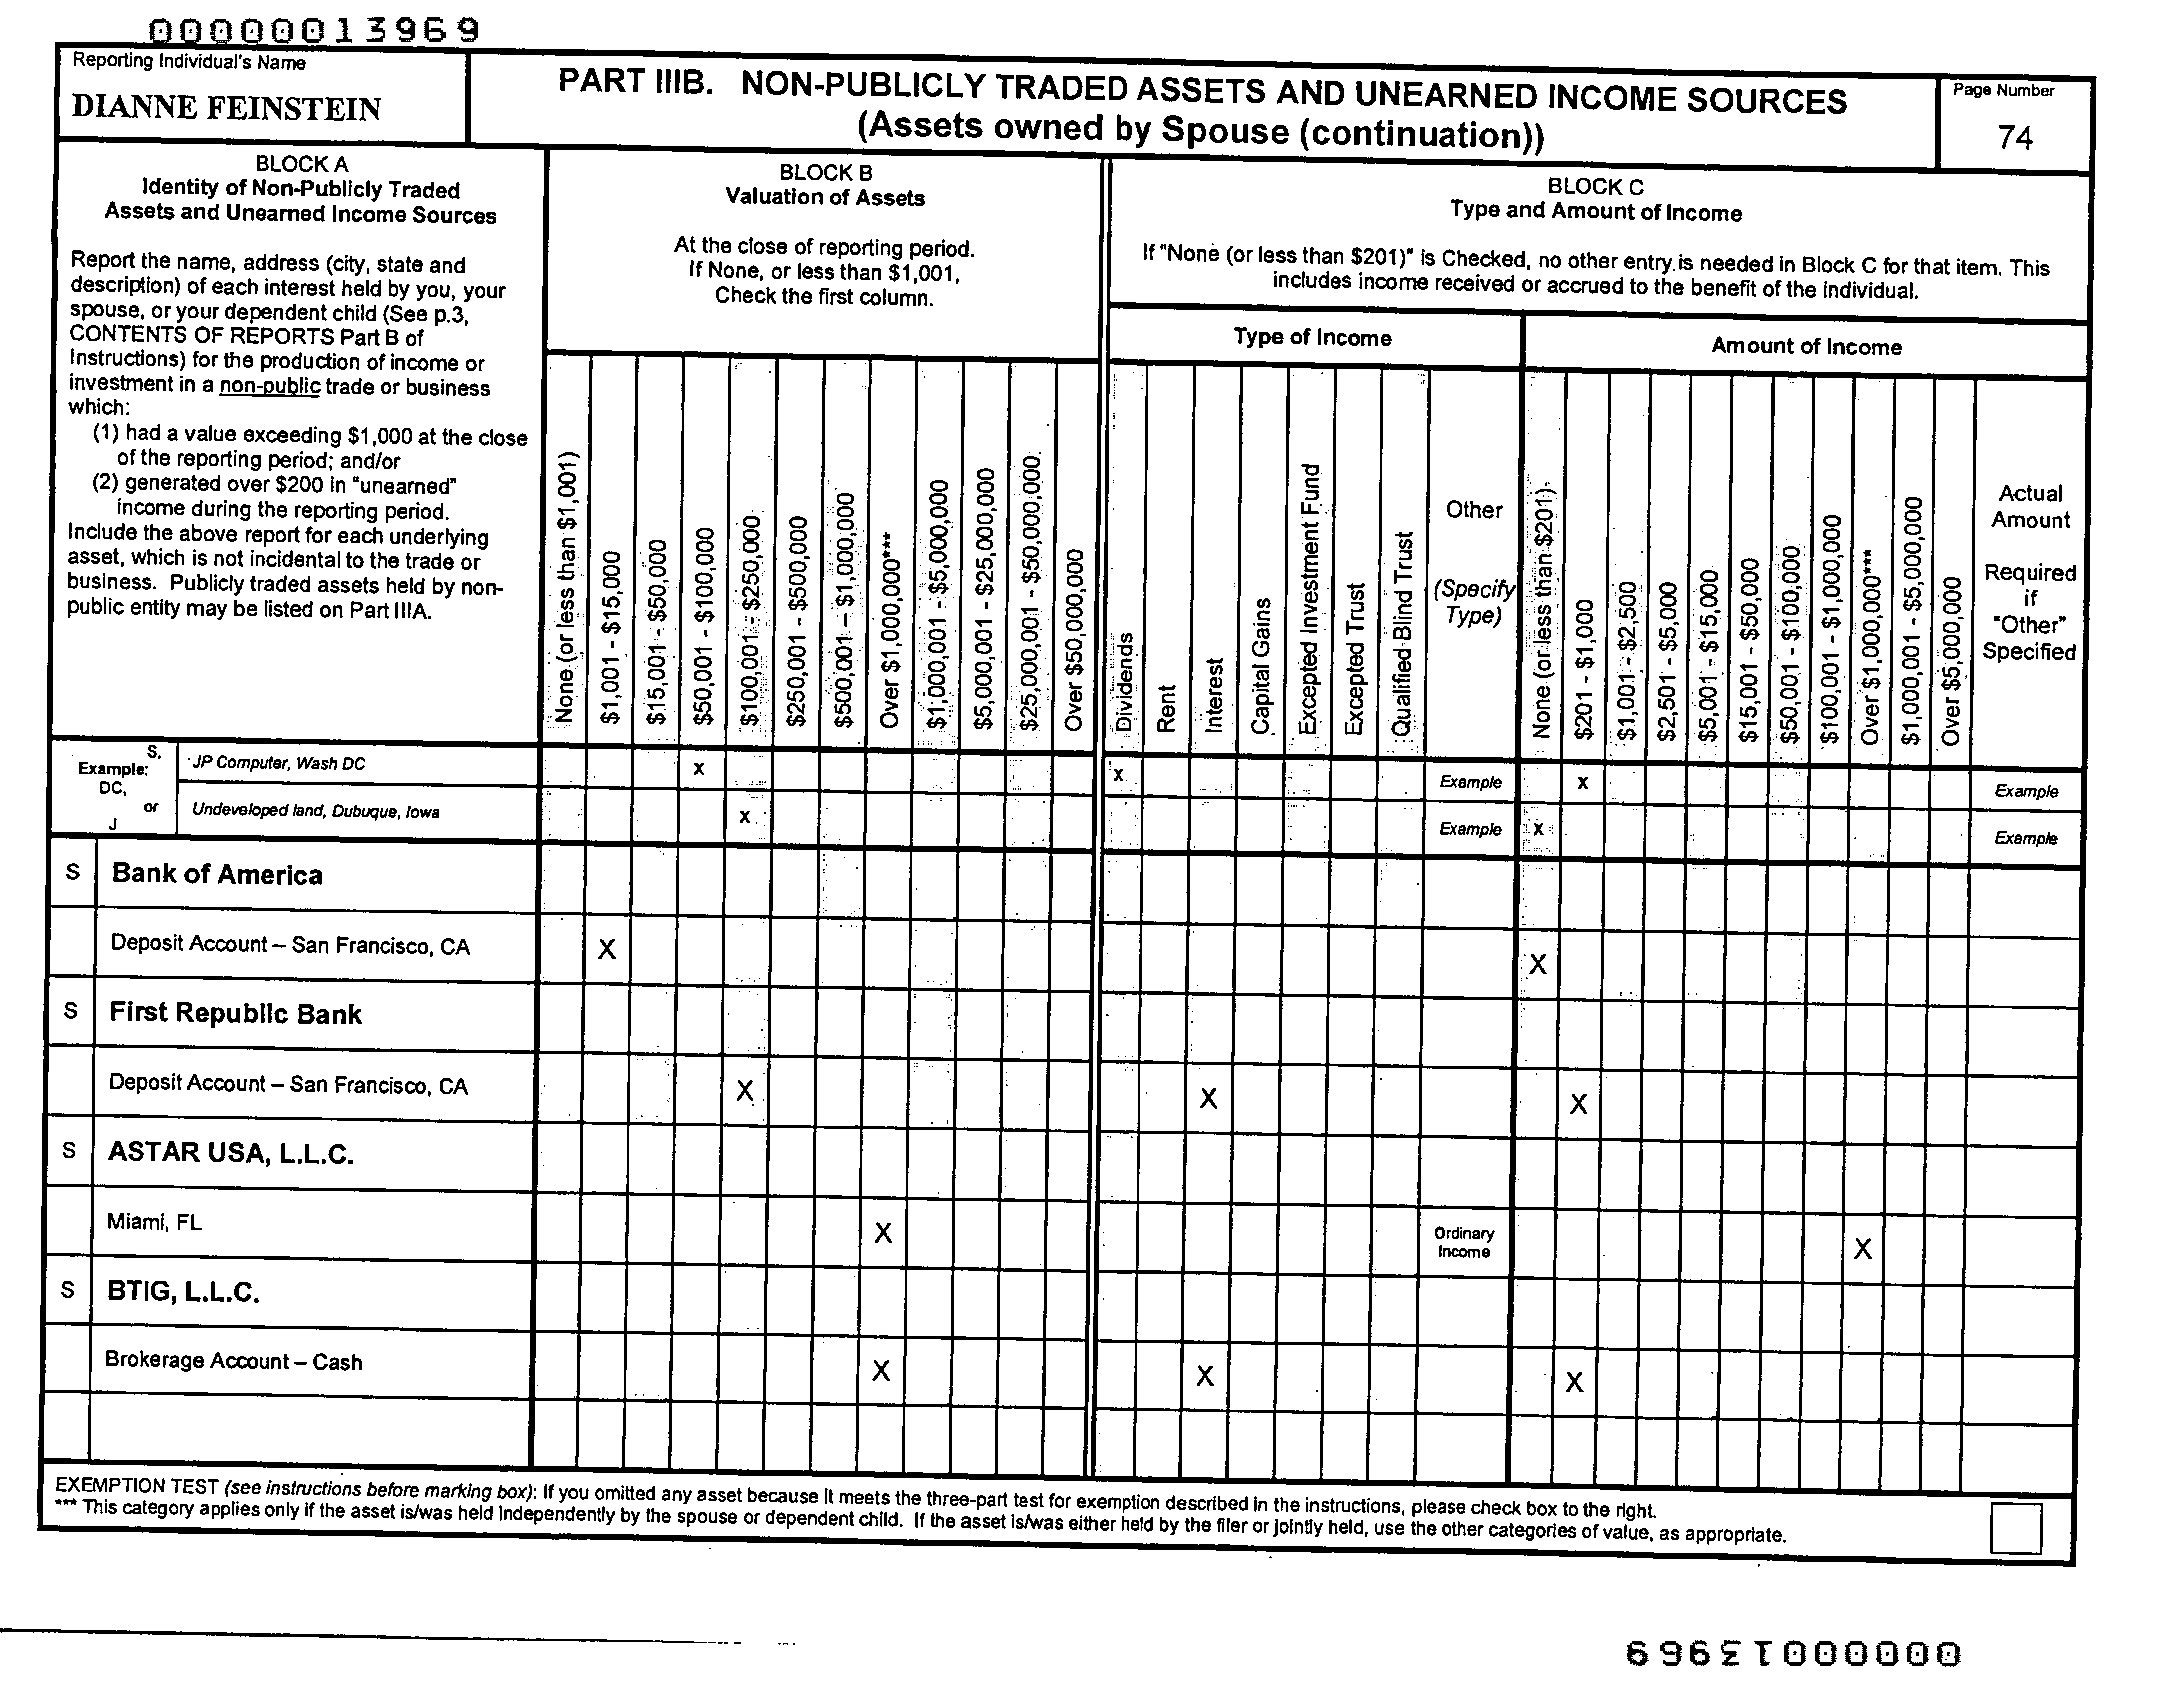 00000013969
Reporting Individual's Name
DIANNE FEINSTEIN
PART IIIB. NON-PUBLICLY TRADED ASSETS AND UNEARNED INCOME SOURCES
(Assets owned by Spouse (continuation))
Page Number
74
BLOCK A
Identity of Non-Publicly Traded
Assets and Unearned Income Sources
Report the name, address (city, state and
description) of each interest held by you, your
spouse, or your dependent child (See p.3,
CONTENTS OF REPORTS Part B of
Instructions) for the production of income or
investment in a non-public trade or business
which:
(1) had a value exceeding $1,000 at the close
of the reporting period; and/or
(2) generated over $200 in "unearned"
income during the reporting period.
Include the above report for each underlying
asset, which is not incidental to the trade or
business. Publicly traded assets held by non-
public entity may be listed on Part IIIA.
BLOCK B
Valuation of Assets
At the close of reporting period.
If None, or less than $1,001,
Check the first column.
BLOCK C
Type and Amount of Income
If "None (or less than $201)" is Checked, no other entry is needed in Block C for that item. This
includes income received or accrued to the benefit of the individual.
Type of Income
Amount of Income
None (or less than $1,001)
$1,001 - $15,000
$15,001 - $50,000
$50,001 - $100,000
$100,001 - $250,000
$250,001 - $500,000
$500,001 – $1,000,000
Over $1,000,000***
$1,000,001 - $5,000,000
$5,000,001 - $25,000,000
$25,000,001 - $50,000,000
Over $50,000,000
Dividends
Rent
Interest
Capital Gains
Excepted Investment Fund
Excepted Trust
Qualified Blind Trust
Other
(Specify
Type)
None (or less than $201)
$201 - $1,000
$1,001 - $2,500
$2,501 - $5,000
$5,001 - $15,000
$15,001 - $50,000
$50,001 - $100,000
$100,001 - $1,000,000
Over $1,000,000***
$1,000,001 - $5,000,000
Over $5,000,000
Actual
Amount
Required
if
"Other"
Specified
S,
Example:
DC,
or
J
JP Computer, Wash DC x x Example x Example
Undeveloped land, Dubuque, Iowa x Example x Example
S Bank of America
Deposit Account – San Francisco, CA X X
S First Republic Bank
Deposit Account – San Francisco, CA X X X
S ASTAR USA, L.L.C.
Miami, FL X Ordinary Income X
S BTIG, L.L.C.
Brokerage Account – Cash X X X
EXEMPTION TEST (see instructions before marking box): If you omitted any asset because it meets the three-part test for exemption described in the instructions, please check box to the right.
*** This category applies only if the asset is/was held independently by the spouse or dependent child. If the asset is/was either held by the filer or jointly held, use the other categories of value, as appropriate.
00000013969